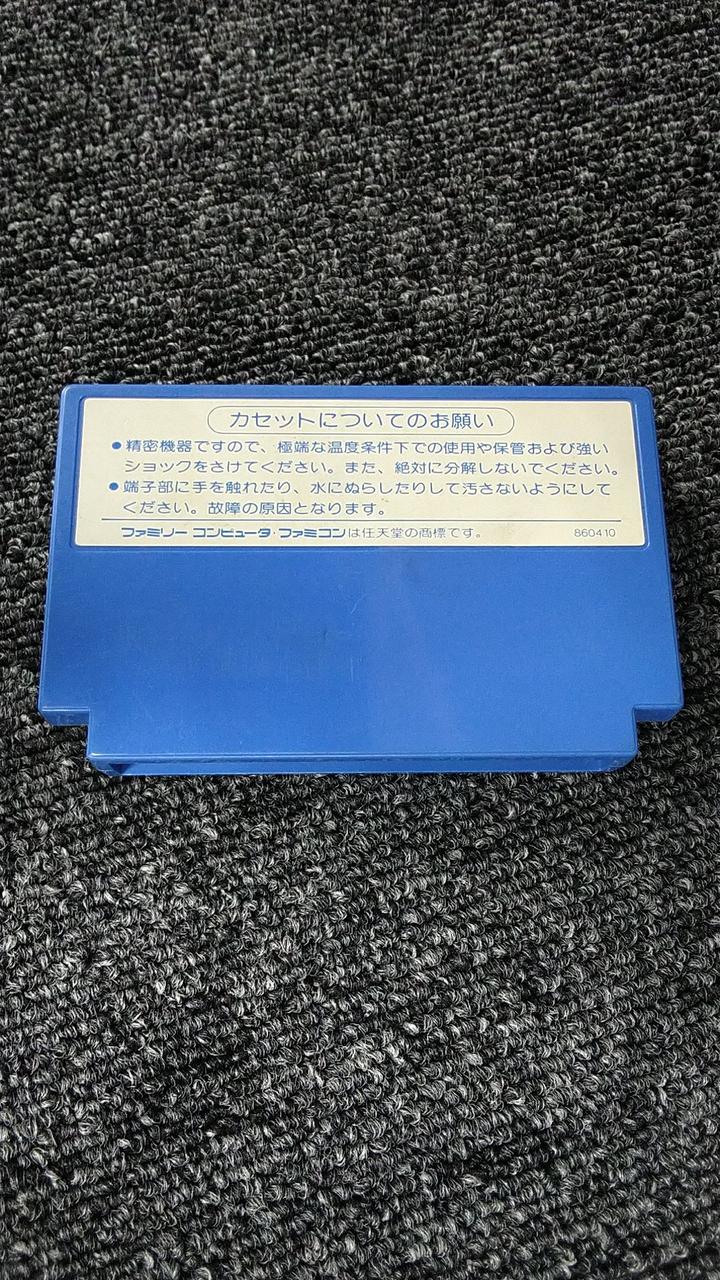 カセットについてのお願い
●精密機器ですので、極端な温度条件下での使用や保管および強い
ショックをさけてください。また、絶対に分解しないでください。
●端子部に手を触れたり、水にぬらしたりして汚さないようにして
ください。故障の原因となります。
ファミリー コンピュータ・ファミコンは任天堂の商標です。 860410